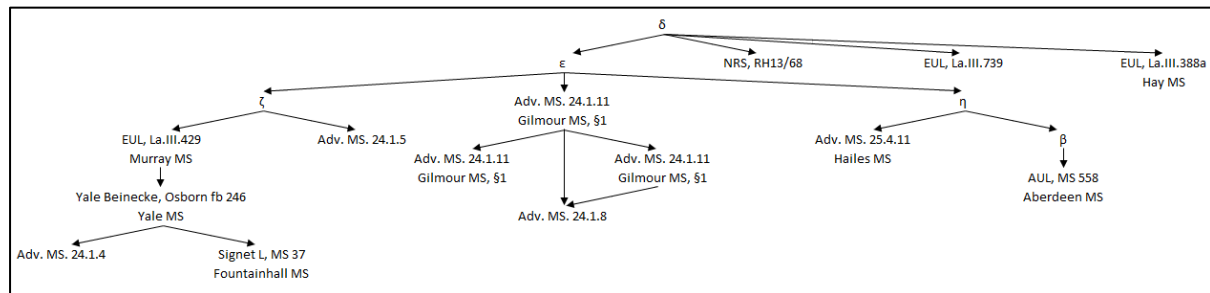 δ
ε
NRS, RH13/68
EUL, La.III.739
EUL, La.III.388a
Hay MS
ζ
Adv. MS. 24.1.11
Gilmour MS, §1
η
EUL, La.III.429
Murray MS
Adv. MS. 24.1.5
Adv. MS. 24.1.11
Gilmour MS, §1
Adv. MS. 24.1.11
Gilmour MS, §1
Adv. MS. 25.4.11
Hailes MS
β
Yale Beinecke, Osborn fb 246
Yale MS
Adv. MS. 24.1.8
AUL, MS 558
Aberdeen MS
Adv. MS. 24.1.4
Signet L, MS 37
Fountainhall MS